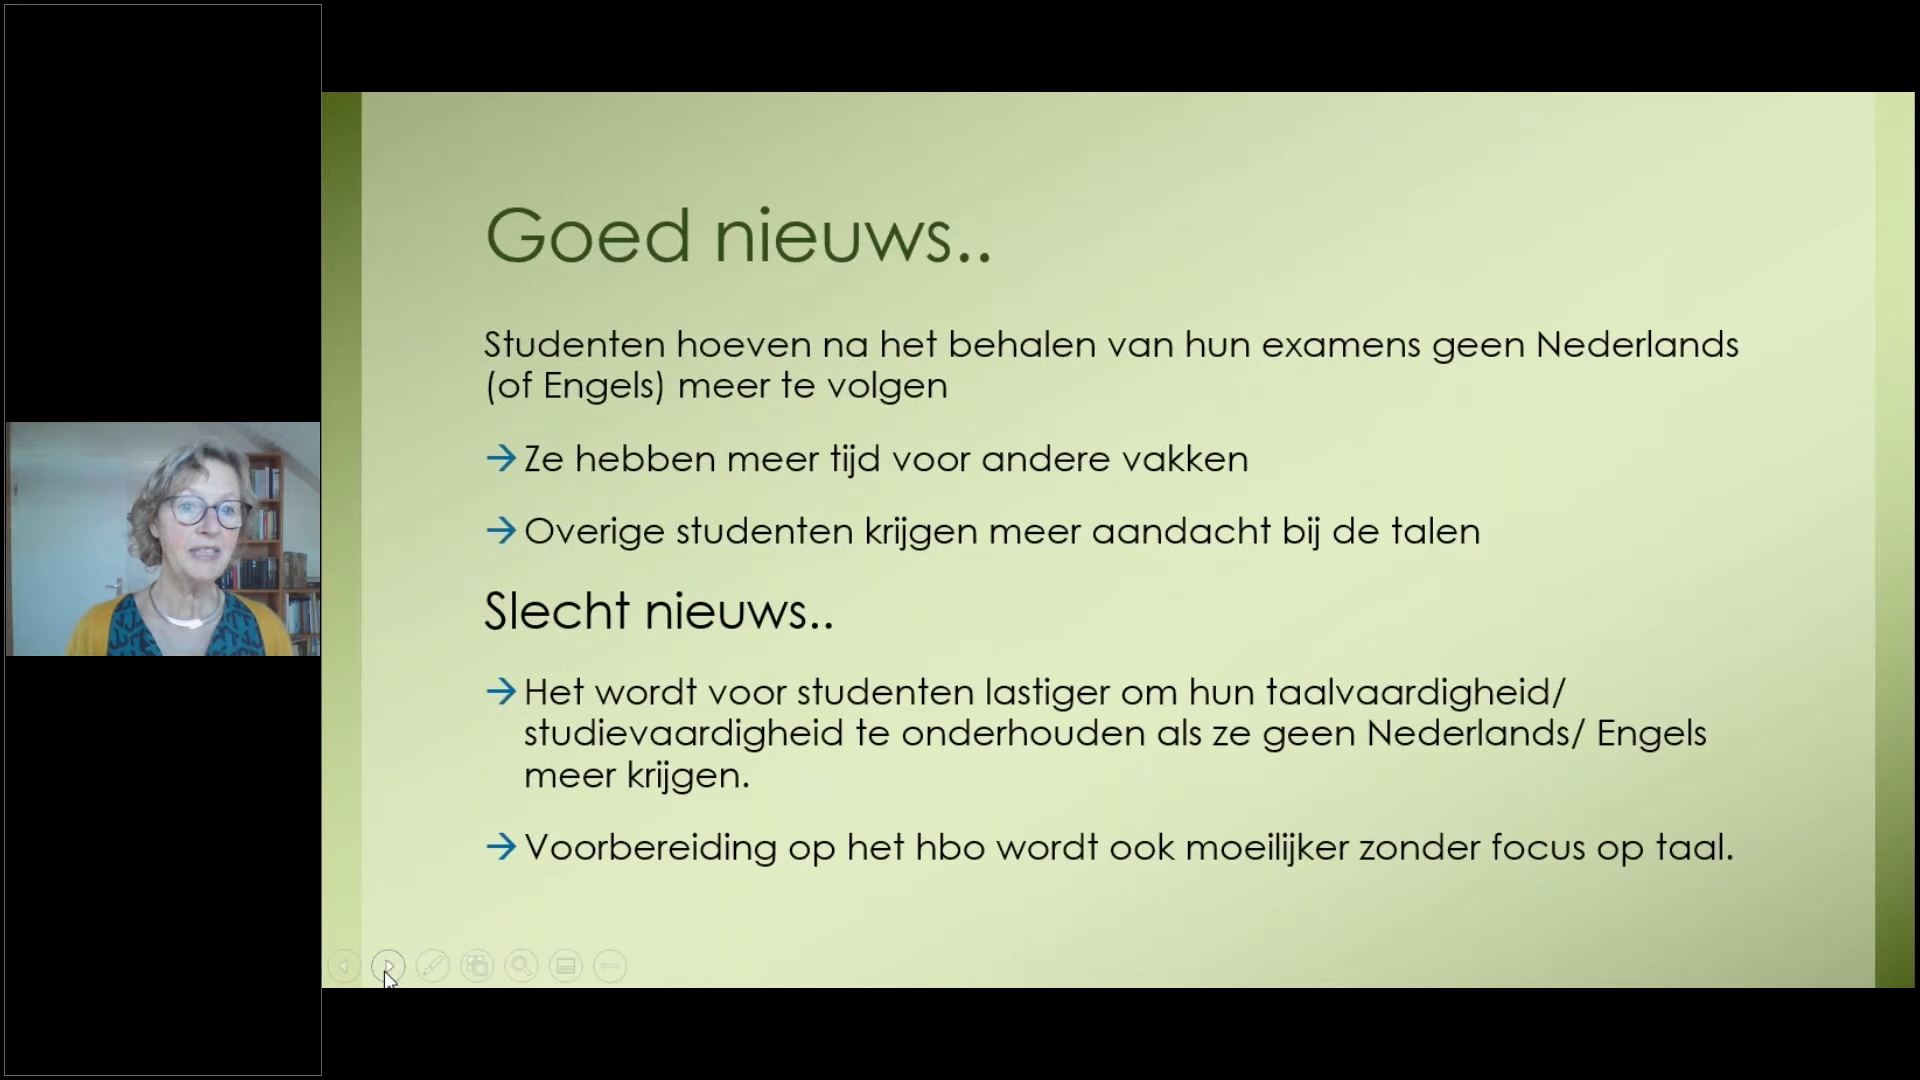 Goed nieuws..
Studenten hoeven na het behalen van hun examens geen Nederlands
(of Engels) meer te volgen
→ Ze hebben meer tijd voor andere vakken
→ Overige studenten krijgen meer aandacht bij de talen
Slecht nieuws..
→ Het wordt voor studenten lastiger om hun taalvaardigheid/
studievaardigheid te onderhouden als ze geen Nederlands/ Engels
meer krijgen.
→ Voorbereiding op het hbo wordt ook moeilijker zonder focus op taal.